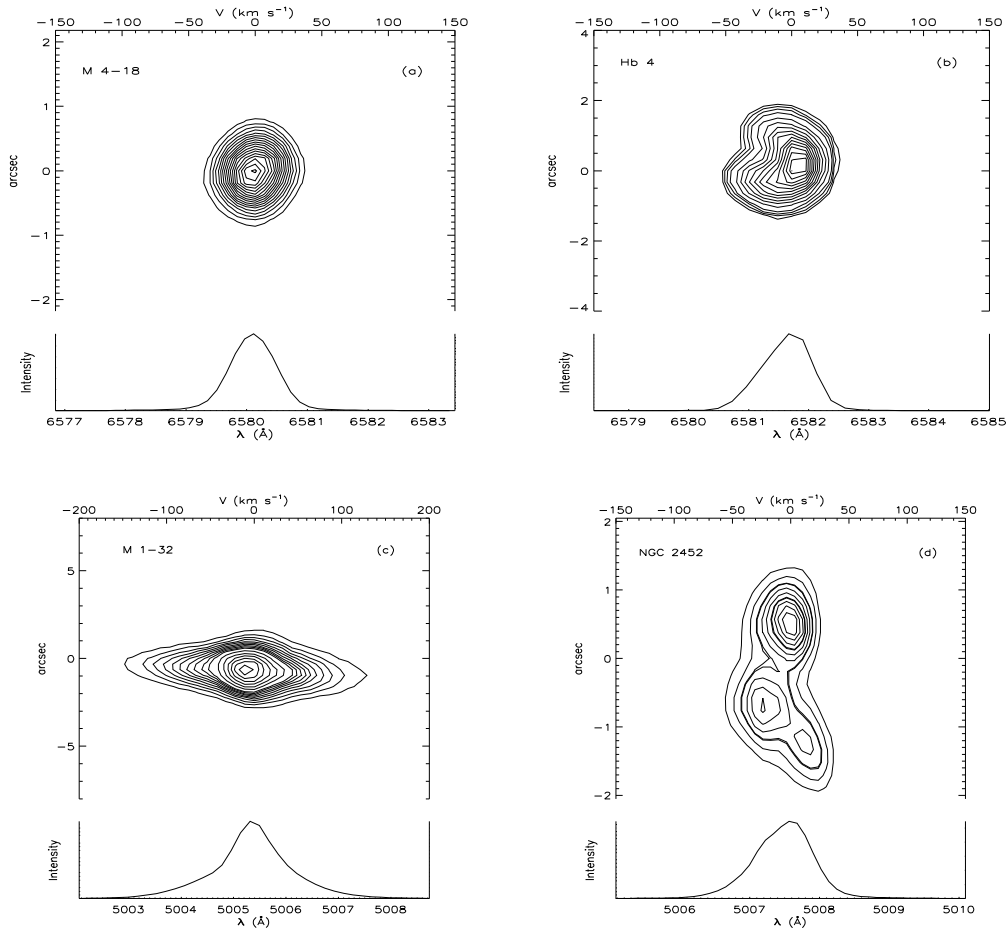 V (km s⁻¹)
-150 -100 -50 0 50 100 150
M 4-18 (a)
arcsec
2
1
0
-1
-2
Intensity
6577 6578 6579 6580 6581 6582 6583
λ (Å)
V (km s⁻¹)
-150 -100 -50 0 50 100 150
Hb 4 (b)
arcsec
4
2
0
-2
-4
Intensity
6579 6580 6581 6582 6583 6584 6585
λ (Å)
V (km s⁻¹)
-200 -100 0 100 200
M 1-32 (c)
arcsec
5
0
-5
Intensity
5003 5004 5005 5006 5007 5008
λ (Å)
V (km s⁻¹)
-150 -100 -50 0 50 100 150
NGC 2452 (d)
arcsec
2
1
0
-1
-2
Intensity
5006 5007 5008 5009 5010
λ (Å)